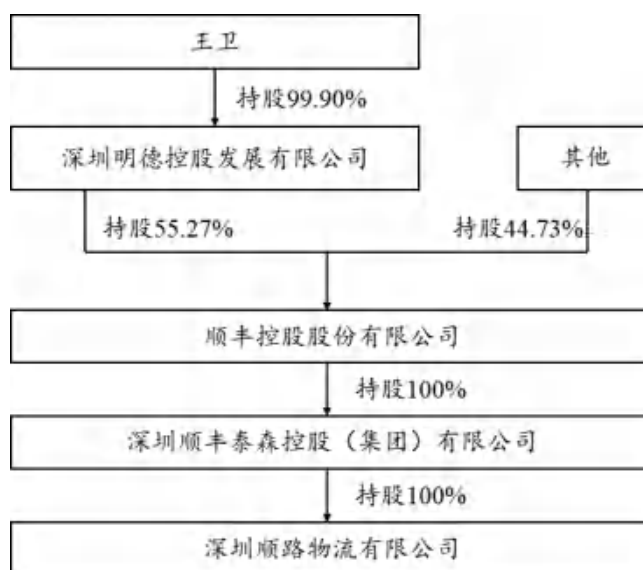 王卫
持股99.90%
深圳明德控股发展有限公司
其他
持股55.27%
持股44.73%
顺丰控股股份有限公司
持股100%
深圳顺丰泰森控股（集团）有限公司
持股100%
深圳顺路物流有限公司